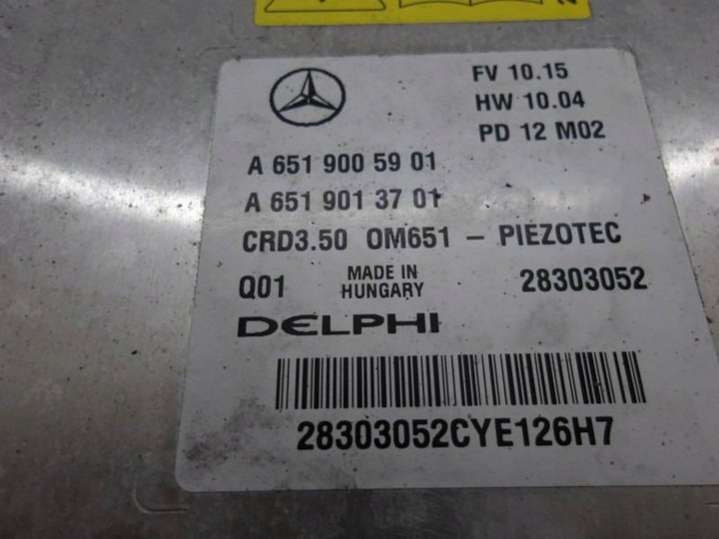 FV 10.15
HW 10.04
PD 12 M02
A 651 900 59 01
A 651 901 37 01
CRD3.50 OM651 - PIEZOTEC
Q01 MADE IN HUNGARY 28303052
DELPHI
28303052CYE126H7